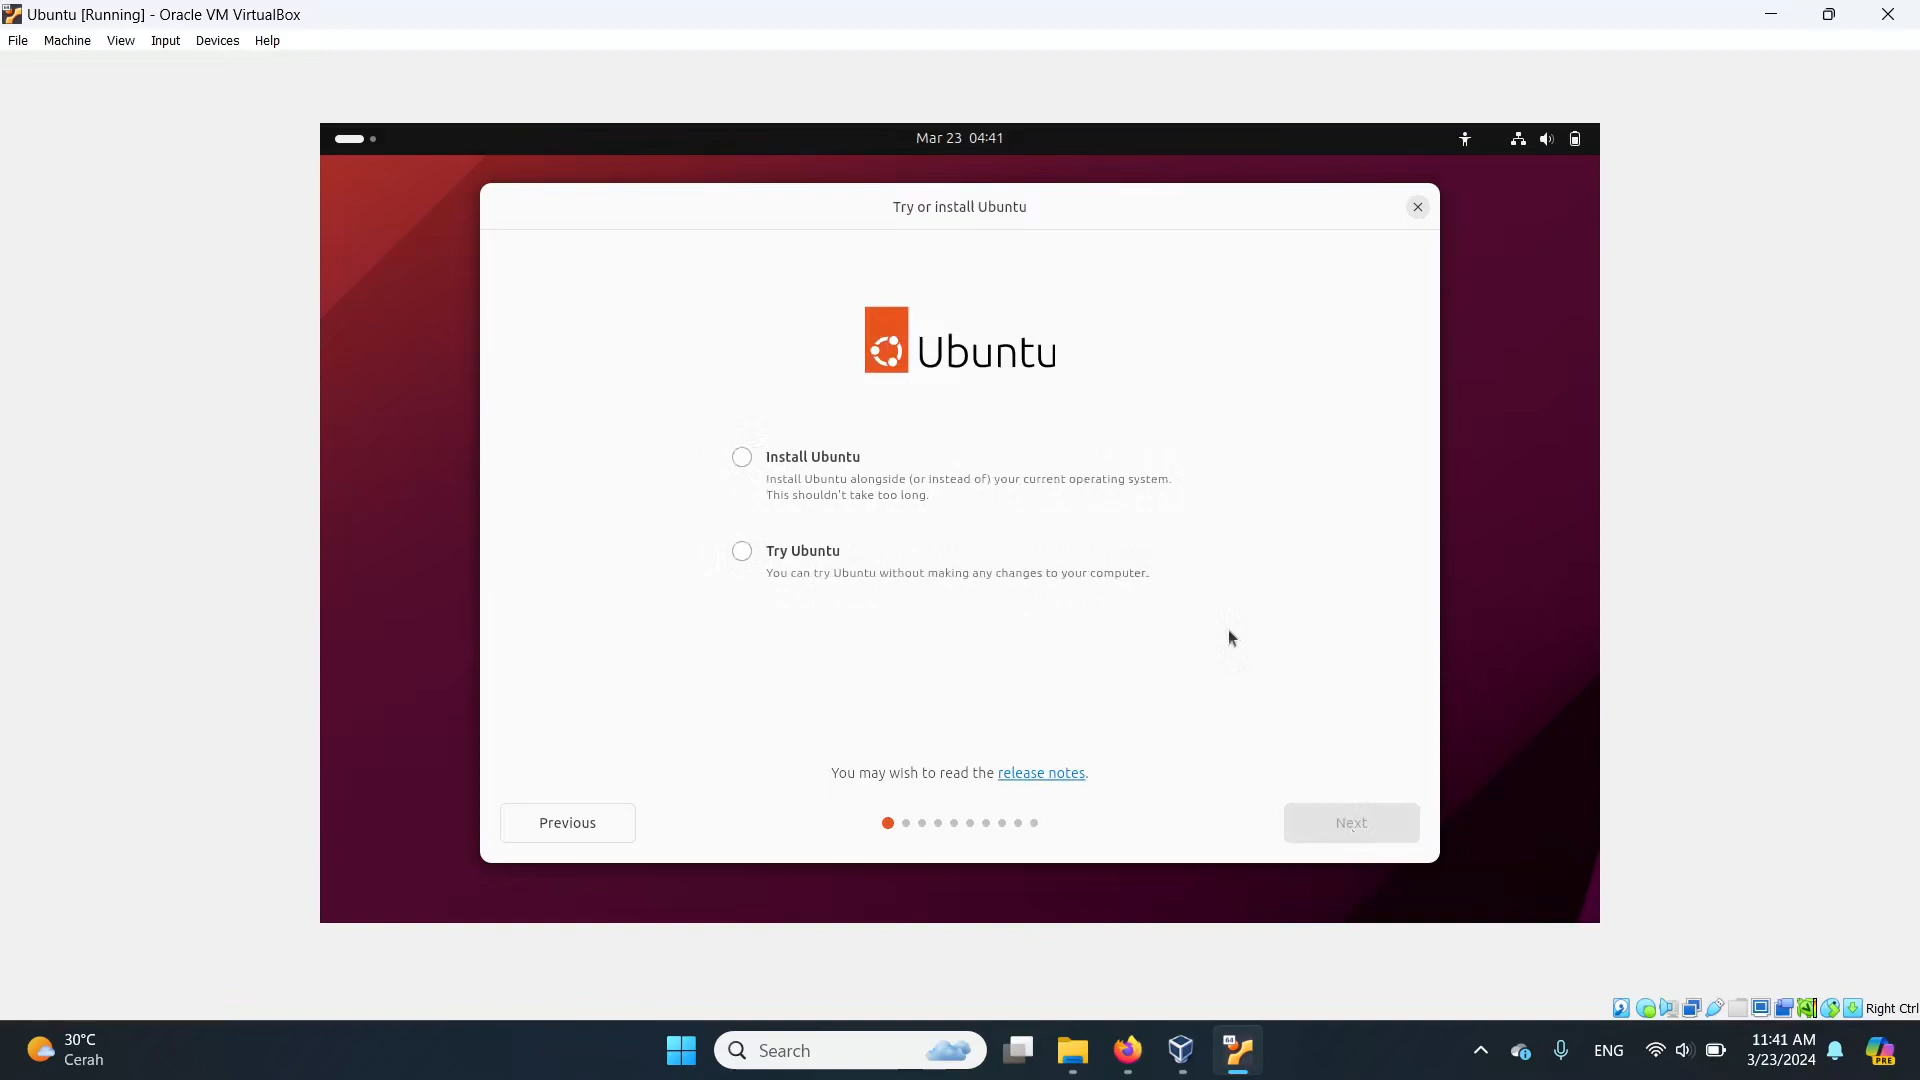 Ubuntu [Running] - Oracle VM VirtualBox
File Machine View Input Devices Help
Mar 23 04:41
Try or install Ubuntu
Ubuntu
Install Ubuntu
Install Ubuntu alongside (or instead of) your current operating system.
This shouldn't take too long.
Try Ubuntu
You can try Ubuntu without making any changes to your computer.
You may wish to read the release notes.
Previous
Next
Right Ctrl
30°C
Cerah
Search
64
ENG
11:41 AM
3/23/2024
PRE